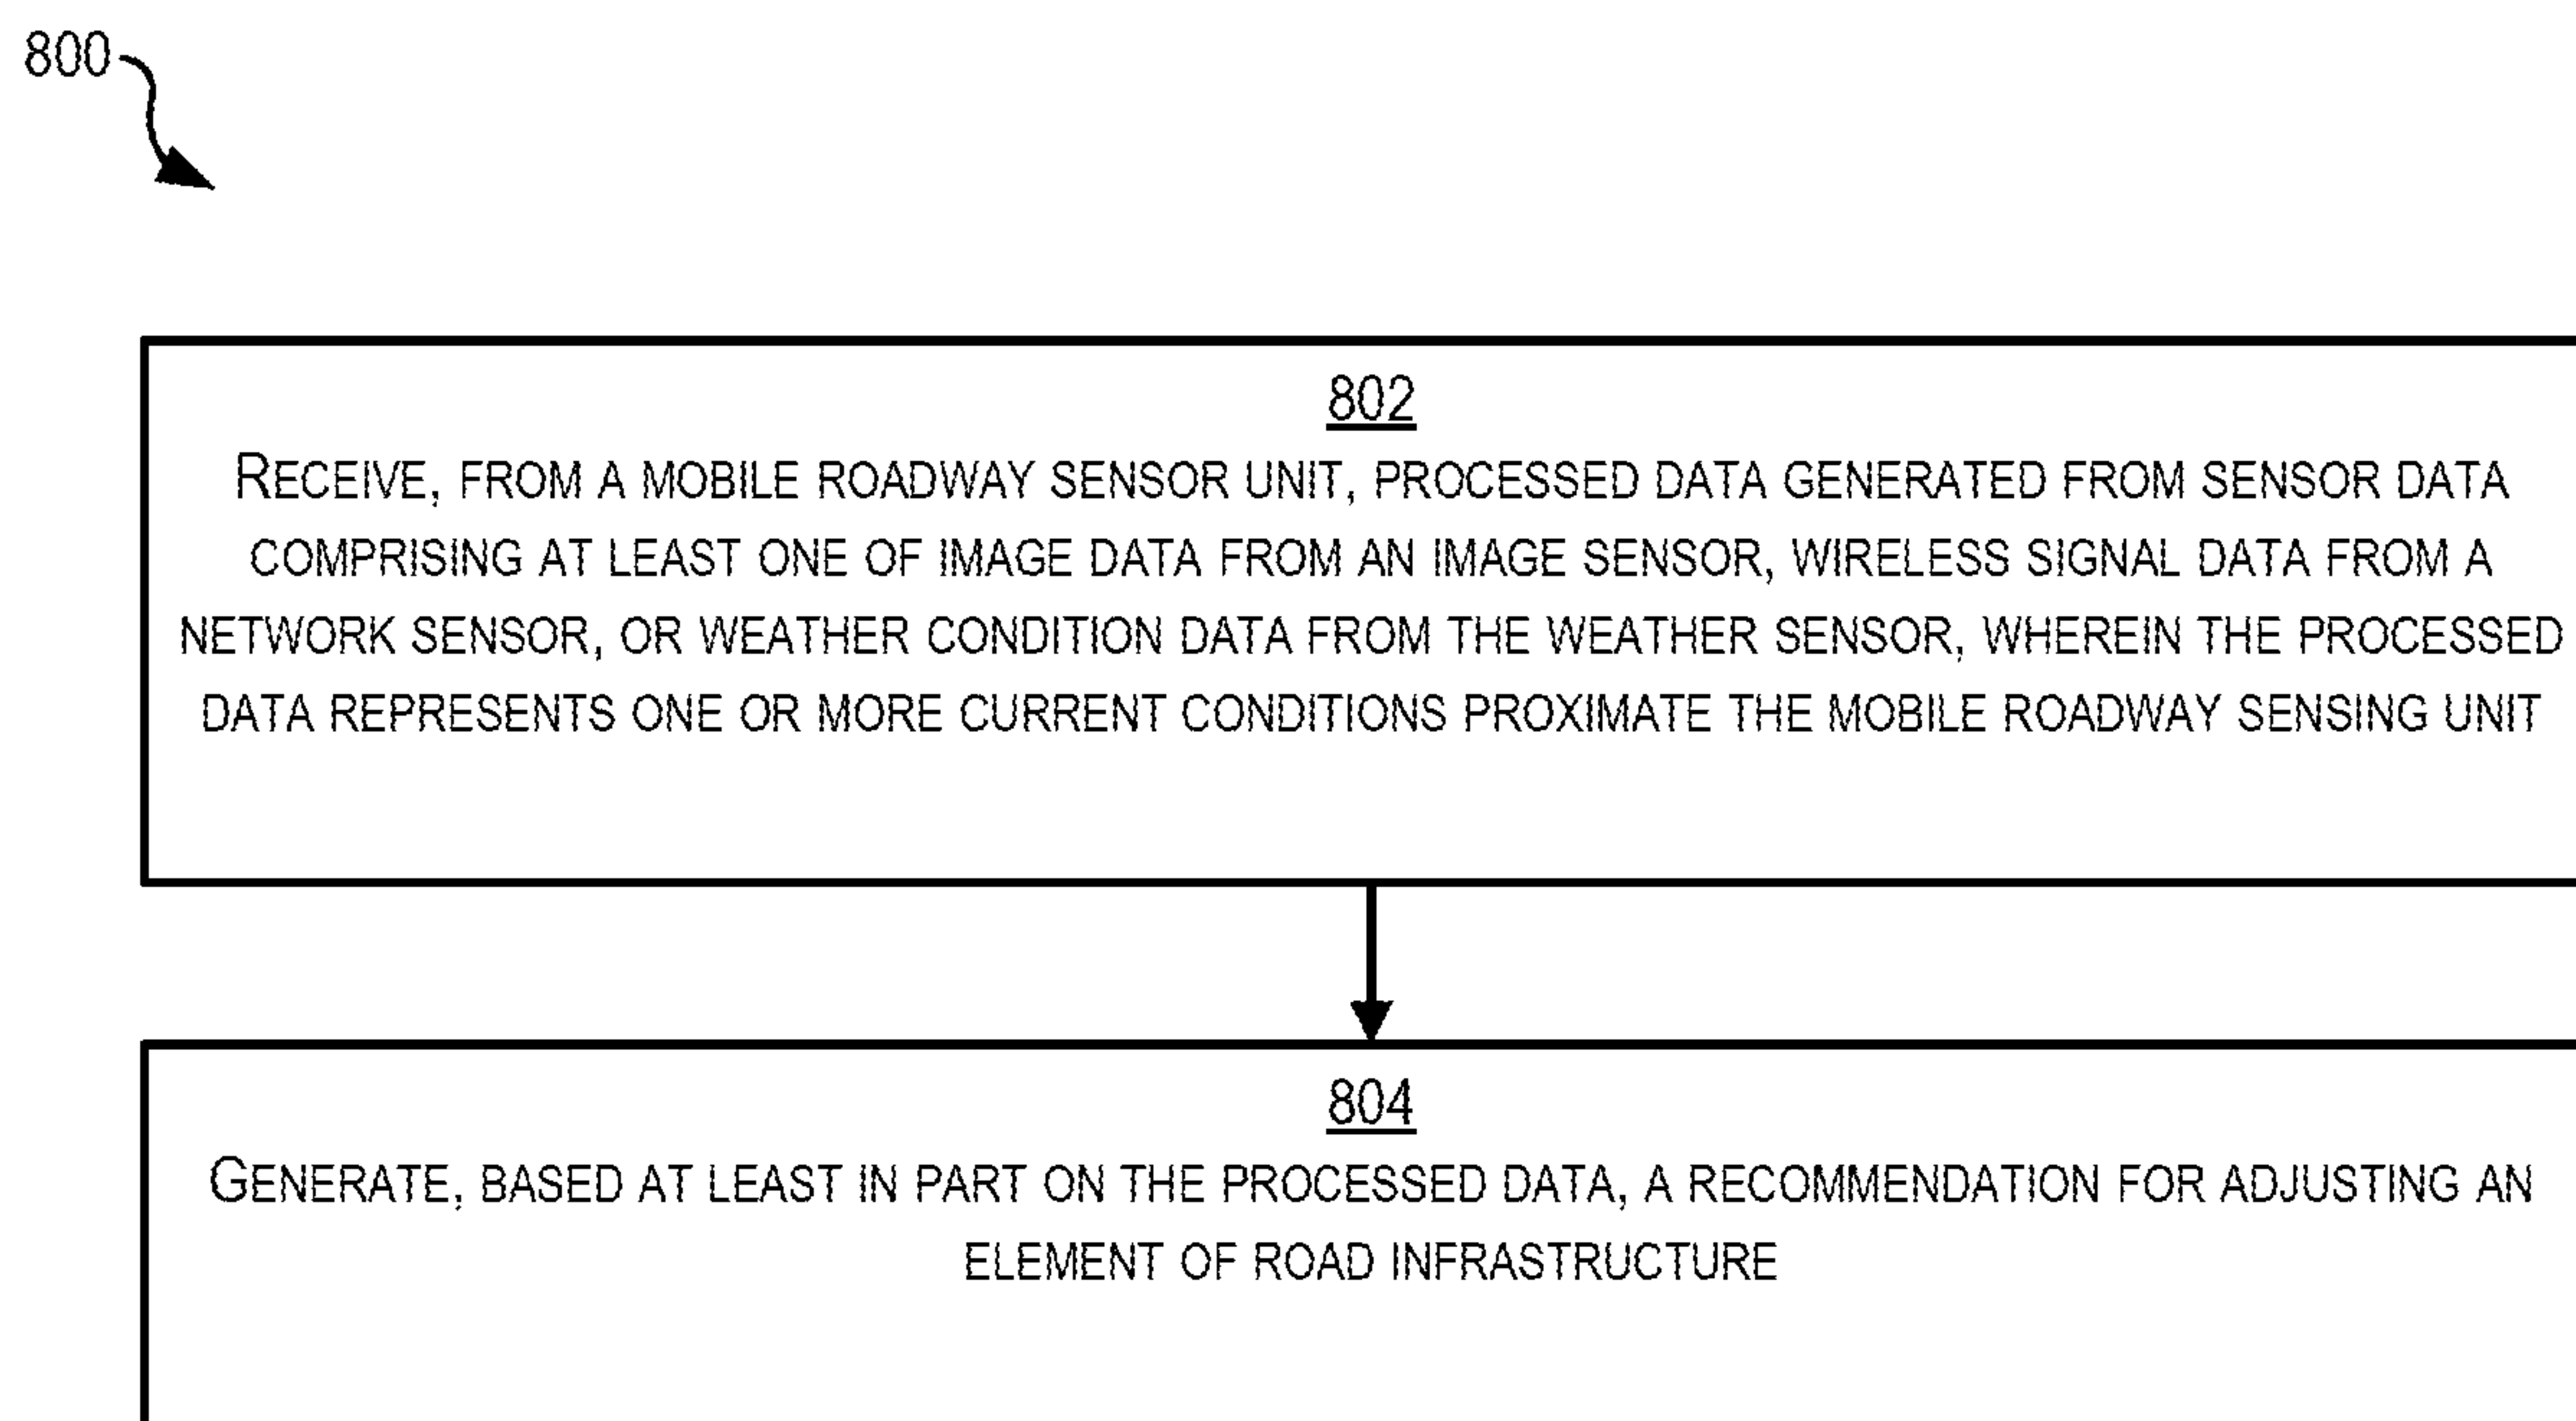 800
802
RECEIVE, FROM A MOBILE ROADWAY SENSOR UNIT, PROCESSED DATA GENERATED FROM SENSOR DATA
COMPRISING AT LEAST ONE OF IMAGE DATA FROM AN IMAGE SENSOR, WIRELESS SIGNAL DATA FROM A
NETWORK SENSOR, OR WEATHER CONDITION DATA FROM THE WEATHER SENSOR, WHEREIN THE PROCESSED
DATA REPRESENTS ONE OR MORE CURRENT CONDITIONS PROXIMATE THE MOBILE ROADWAY SENSING UNIT
804
GENERATE, BASED AT LEAST IN PART ON THE PROCESSED DATA, A RECOMMENDATION FOR ADJUSTING AN
ELEMENT OF ROAD INFRASTRUCTURE